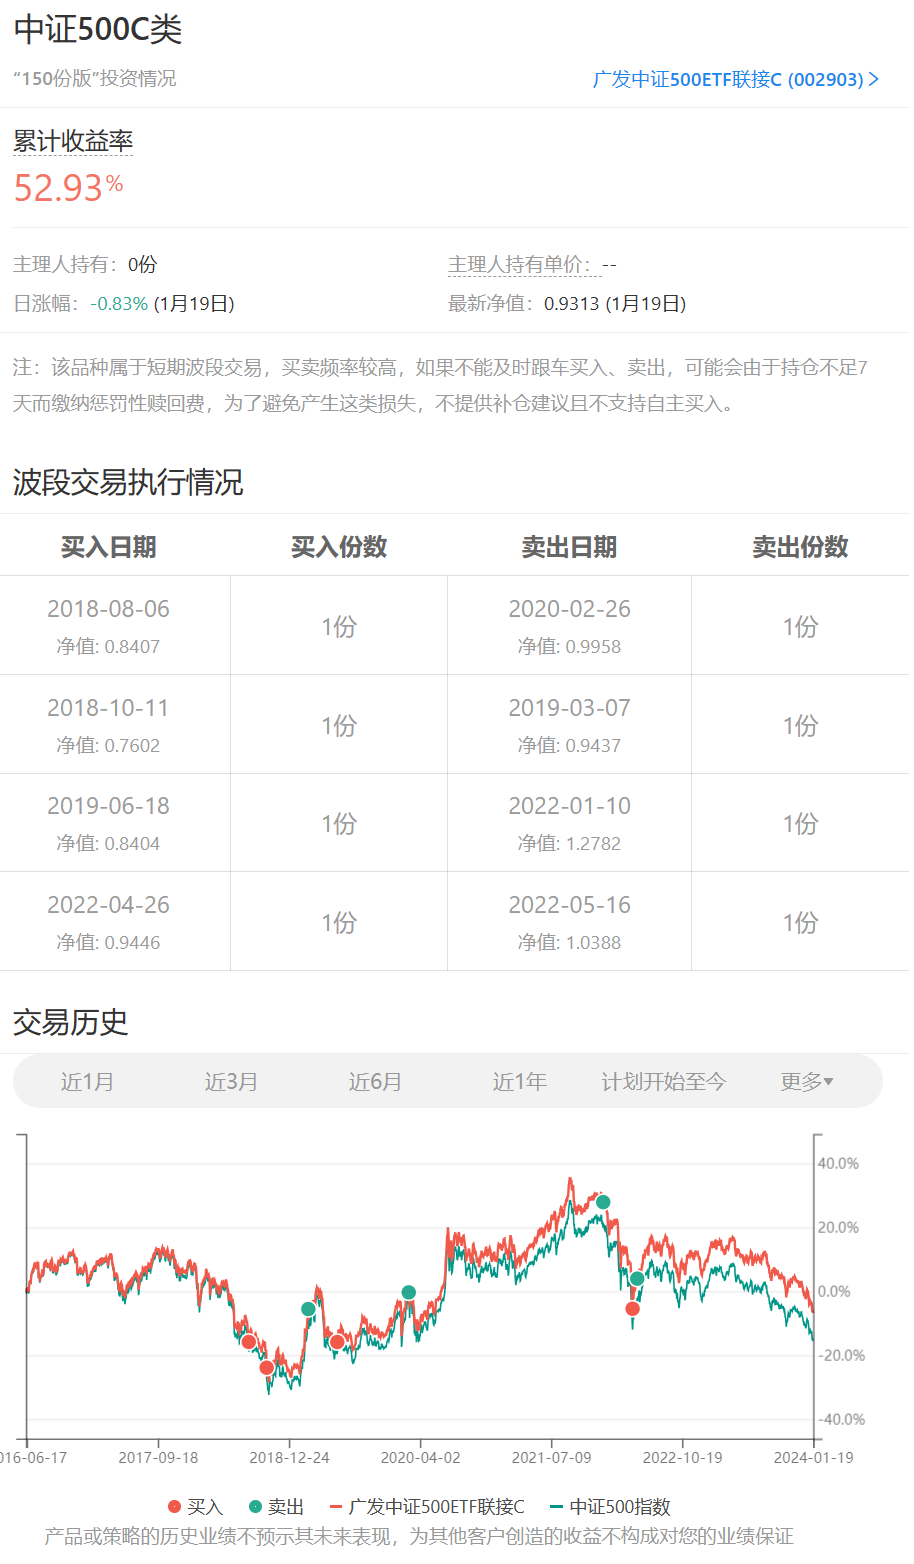 中证500C类
“150份版”投资情况 广发中证500ETF联接C (002903) >
累计收益率
52.93%
主理人持有：0份 主理人持有单价：--
日涨幅：-0.83% (1月19日) 最新净值：0.9313 (1月19日)
注：该品种属于短期波段交易，买卖频率较高，如果不能及时跟车买入、卖出，可能会由于持仓不足7
天而缴纳惩罚性赎回费，为了避免产生这类损失，不提供补仓建议且不支持自主买入。
波段交易执行情况
买入日期 买入份数 卖出日期 卖出份数
2018-08-06 1份 2020-02-26 1份
净值: 0.8407 净值: 0.9958
2018-10-11 1份 2019-03-07 1份
净值: 0.7602 净值: 0.9437
2019-06-18 1份 2022-01-10 1份
净值: 0.8404 净值: 1.2782
2022-04-26 1份 2022-05-16 1份
净值: 0.9446 净值: 1.0388
交易历史
近1月 近3月 近6月 近1年 计划开始至今 更多▾
40.0%
20.0%
0.0%
-20.0%
-40.0%
016-06-17 2017-09-18 2018-12-24 2020-04-02 2021-07-09 2022-10-19 2024-01-19
买入 卖出 广发中证500ETF联接C 中证500指数
产品或策略的历史业绩不预示其未来表现，为其他客户创造的收益不构成对您的业绩保证